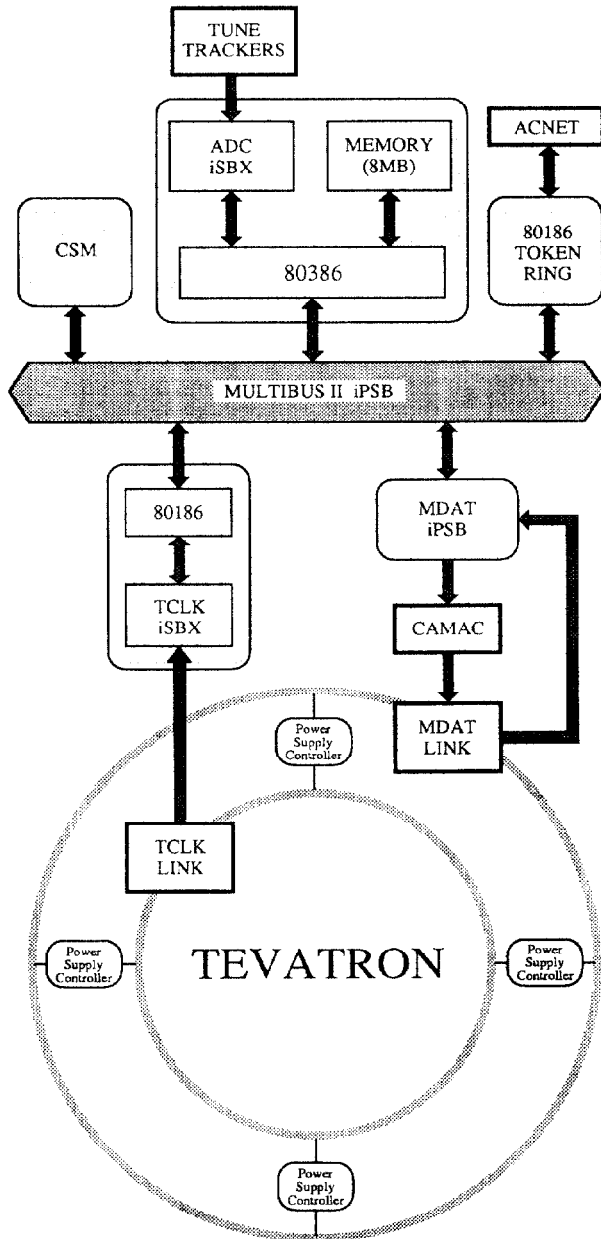 TUNE
TRACKERS
ADC
iSBX
MEMORY
(8MB)
ACNET
CSM
80386
80186
TOKEN
RING
MULTIBUS II iPSB
80186
TCLK
iSBX
MDAT
iPSB
CAMAC
MDAT
LINK
Power
Supply
Controller
TCLK
LINK
Power
Supply
Controller
TEVATRON
Power
Supply
Controller
Power
Supply
Controller